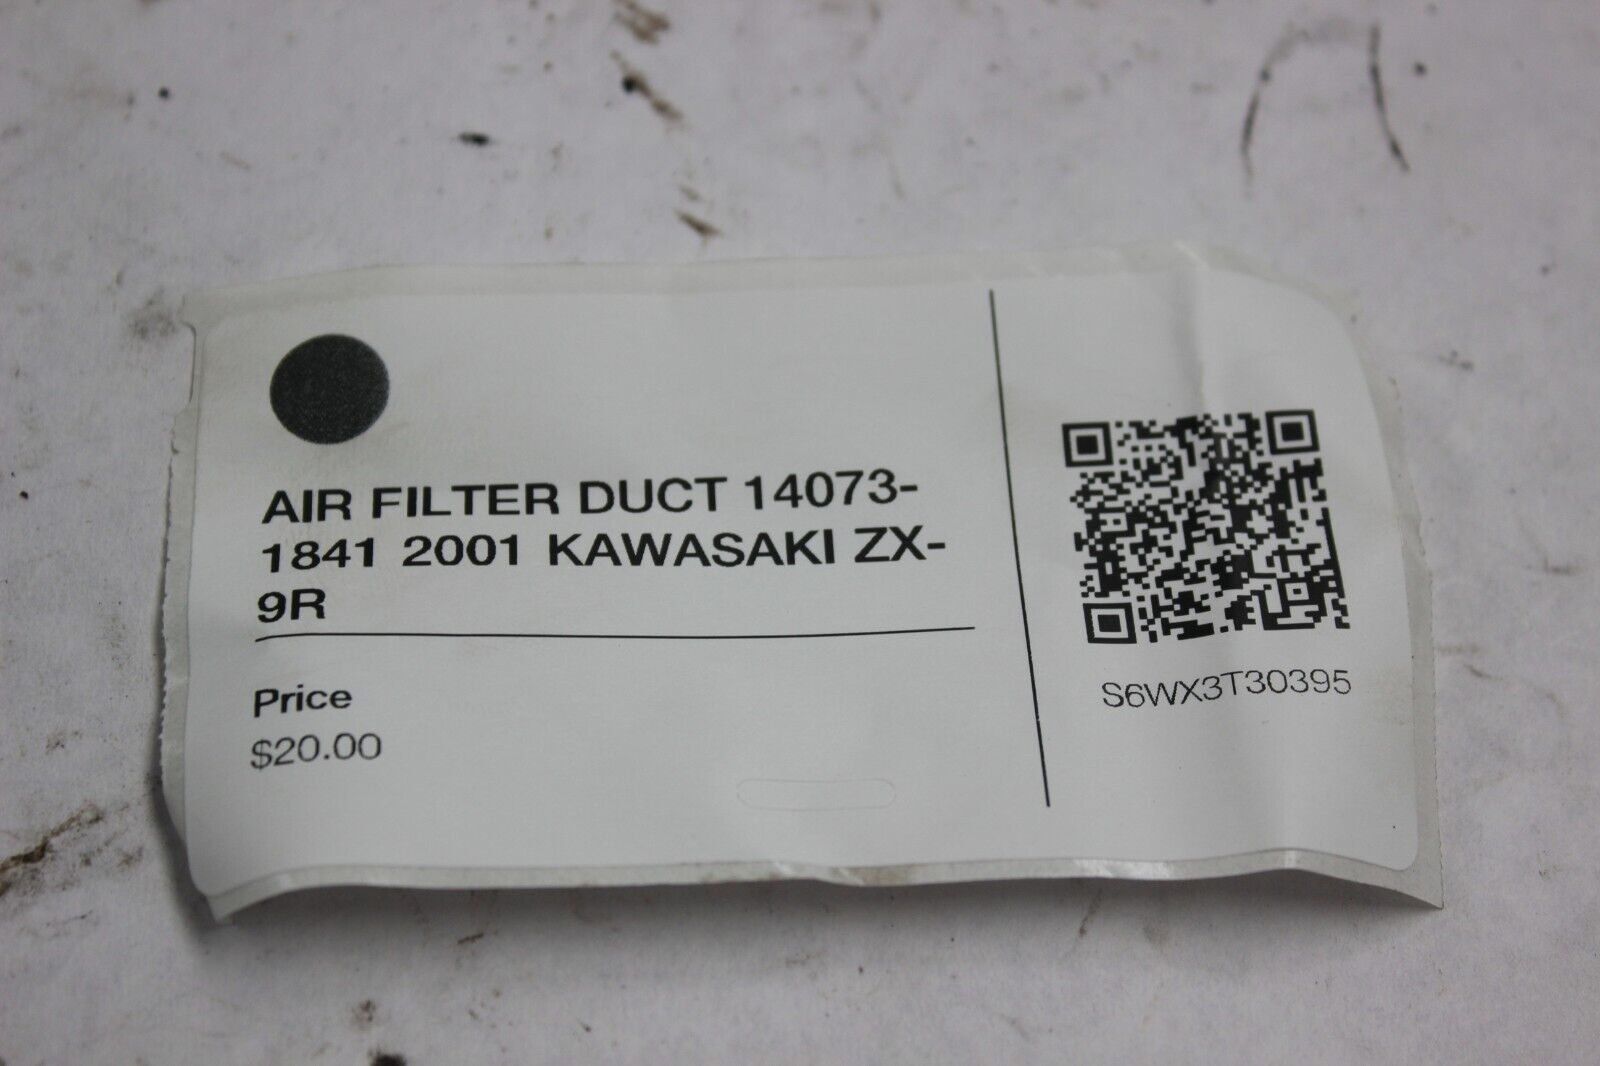 AIR FILTER DUCT 14073-
1841 2001 KAWASAKI ZX-
9R
Price
$20.00
S6WX3T30395